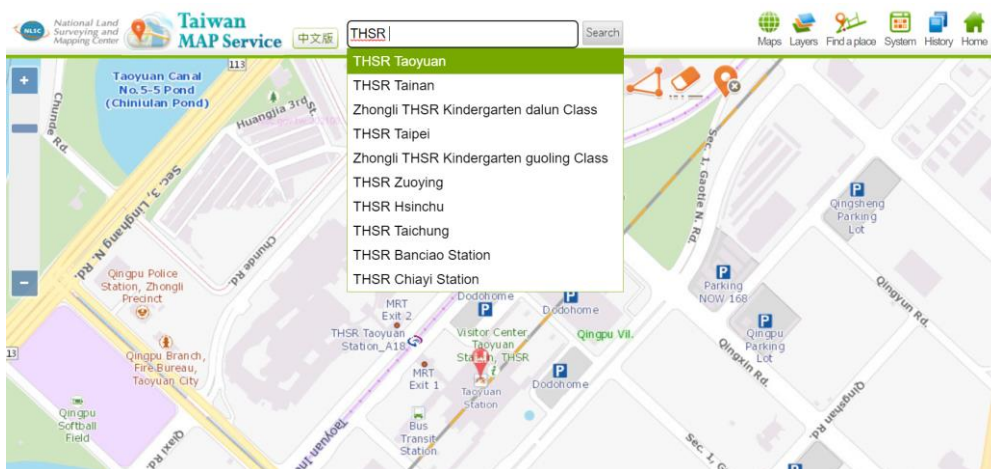 National Land
Surveying and
Mapping Center
NLSC
Taiwan
MAP Service
中文版
THSR
Search
Maps
Layers
Find a place
System
History
Home
THSR Taoyuan
THSR Tainan
Zhongli THSR Kindergarten dalun Class
THSR Taipei
Zhongli THSR Kindergarten guoling Class
THSR Zuoying
THSR Hsinchu
THSR Taichung
THSR Banciao Station
THSR Chiayi Station
+
-
113
Taoyuan Canal
No.5-5 Pond
(Chiniulan Pond)
Chunde Rd.
Huangjia 3rd St.
Sec. 3, Linghang N. Rd.
Chunde Rd.
Sec. 1, Gaotie N. Rd.
P
Qingsheng
Parking
Lot
P
Parking
NOW 168
Qingyun Rd.
Qingpu Police
Station, Zhongli
Precinct
MRT
Exit 2
Dodohome
P
P
Dodohome
THSR Taoyuan
Station_A18
Visitor Center,
Taoyuan
Station, THSR
Qingpu Vil.
P
Qingpu
Parking
Lot
Qingxin Rd.
13
Qingpu Branch,
Fire Bureau,
Taoyuan City
MRT
Exit 1
Taoyuan
Station
P
Dodohome
Qingshan Rd.
Qingpu
Softball
Field
Qiaxi Rd.
Bus
Transit
Station
Taoyuan
Sec. 1, G